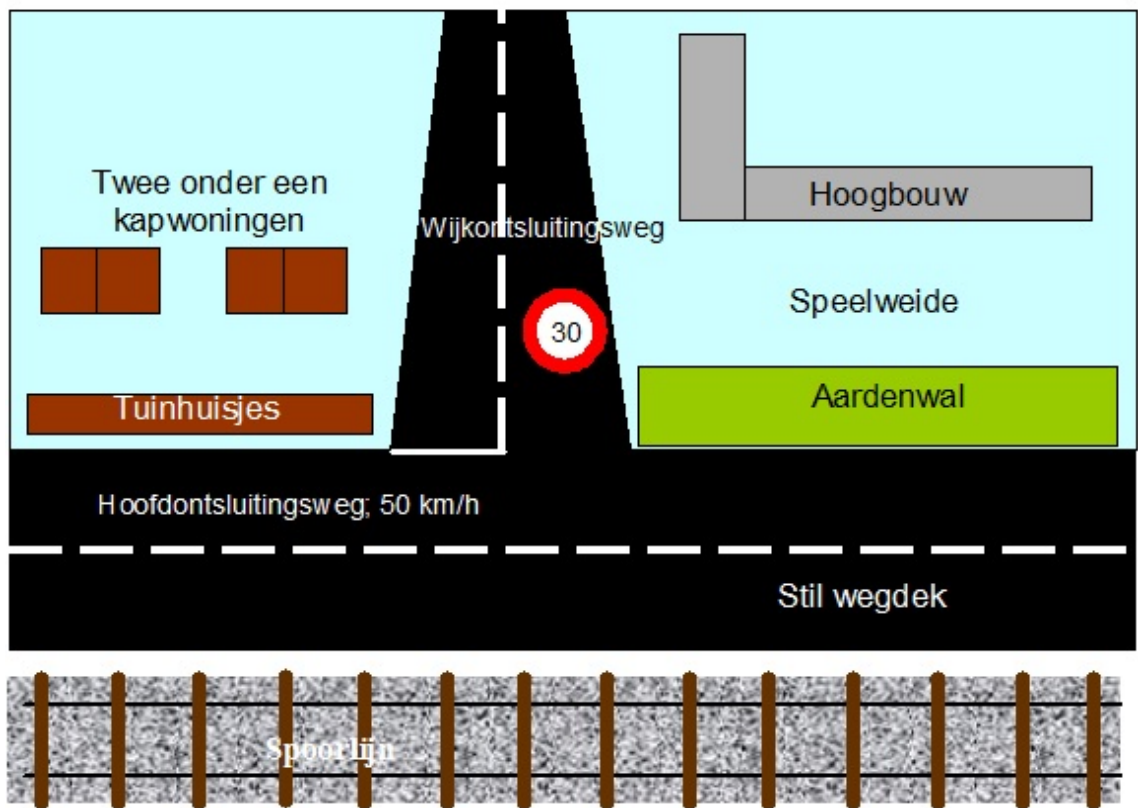 Twee onder een
kapwoningen
Hoogbouw
Wijkontsluitingsweg
Speelweide
30
Tuinhuisjes
Aardenwal
Hoofdontsluitingsweg; 50 km/h
Stil wegdek
Spoorlijn